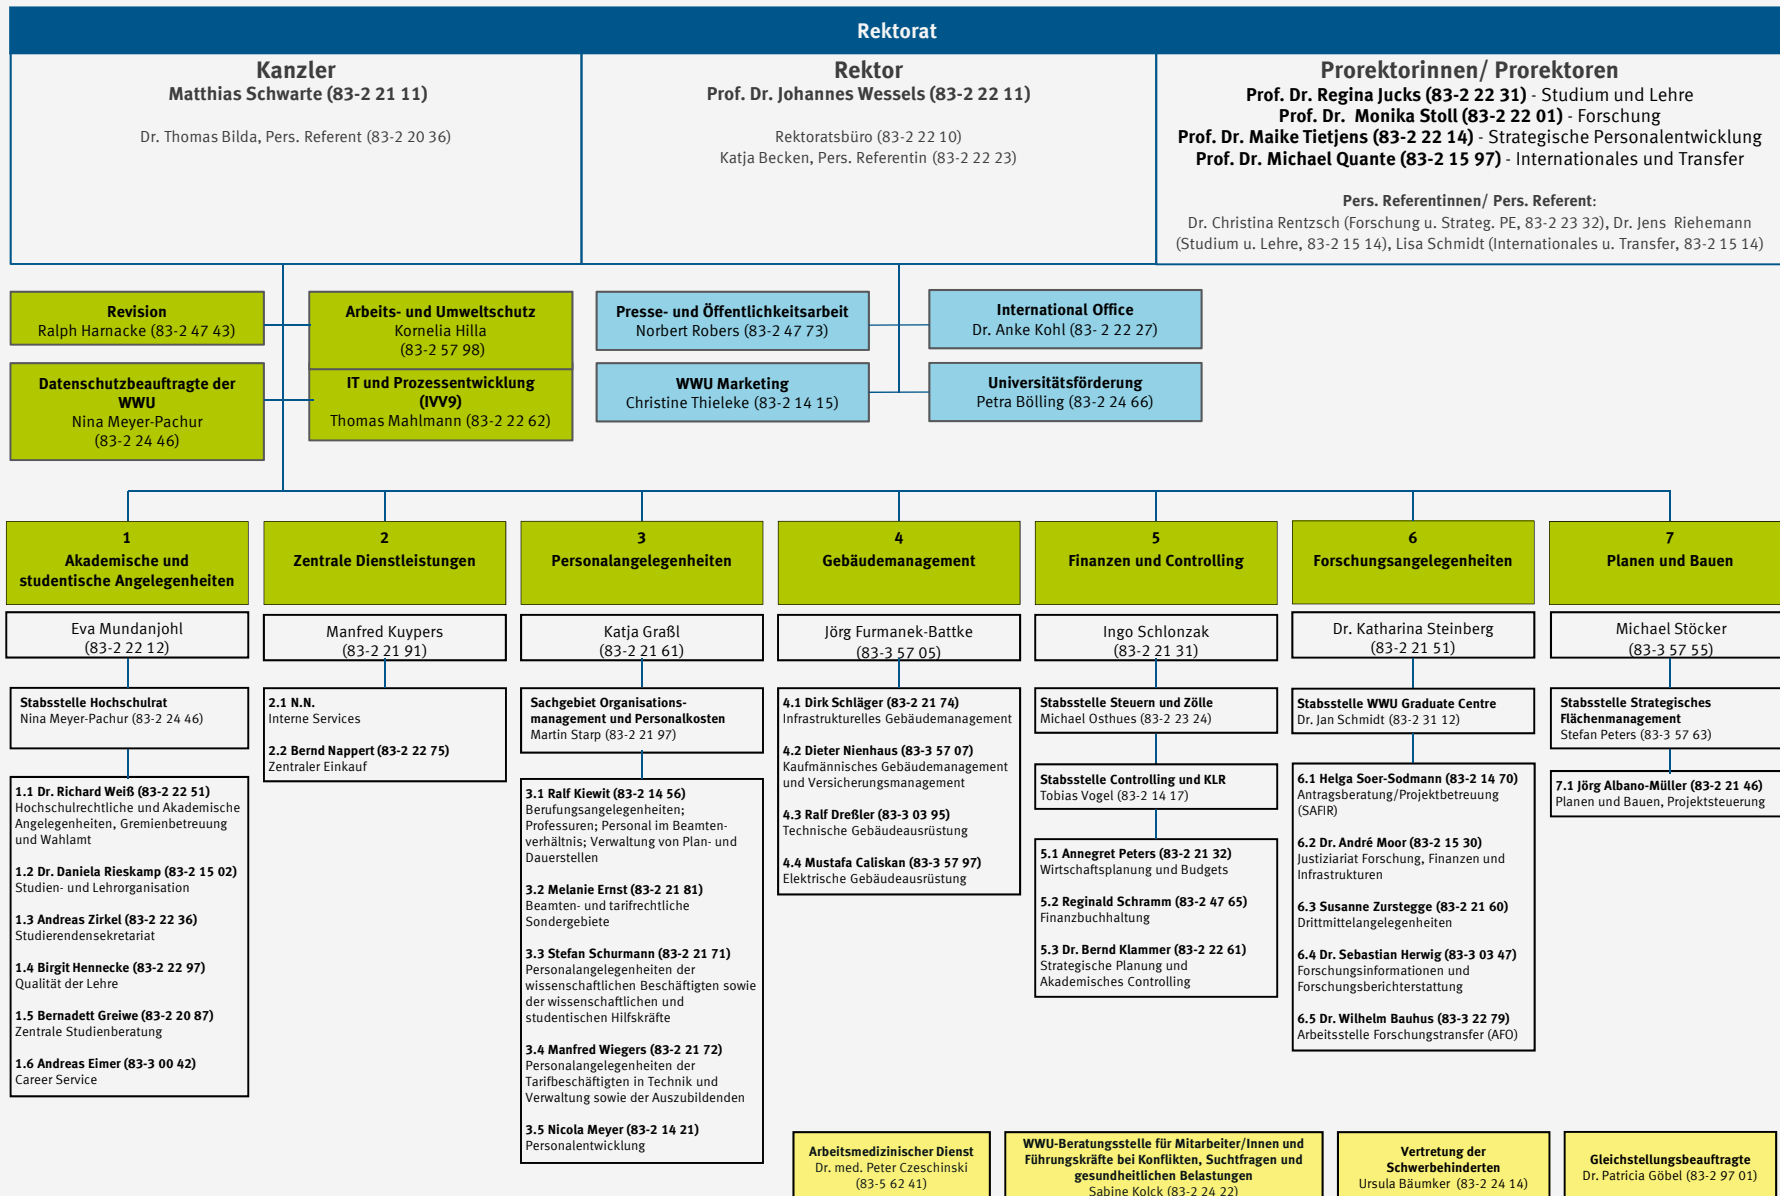 Rektorat
Kanzler
Matthias Schwarte (83-2 21 11)
Dr. Thomas Bilda, Pers. Referent (83-2 20 36)
Rektor
Prof. Dr. Johannes Wessels (83-2 22 11)
Rektoratsbüro (83-2 22 10)
Katja Becken, Pers. Referentin (83-2 22 23)
Prorektorinnen/ Prorektoren
Prof. Dr. Regina Jucks (83-2 22 31) - Studium und Lehre
Prof. Dr. Monika Stoll (83-2 22 01) - Forschung
Prof. Dr. Maike Tietjens (83-2 22 14) - Strategische Personalentwicklung
Prof. Dr. Michael Quante (83-2 15 97) - Internationales und Transfer
Pers. Referentinnen/ Pers. Referent:
Dr. Christina Rentzsch (Forschung u. Strateg. PE, 83-2 23 32), Dr. Jens Riehemann
(Studium u. Lehre, 83-2 15 14), Lisa Schmidt (Internationales u. Transfer, 83-2 15 14)
Revision
Ralph Harnacke (83-2 47 43)
Arbeits- und Umweltschutz
Kornelia Hilla
(83-2 57 98)
Datenschutzbeauftragte der
WWU
Nina Meyer-Pachur
(83-2 24 46)
IT und Prozessentwicklung
(IVV9)
Thomas Mahlmann (83-2 22 62)
Presse- und Öffentlichkeitsarbeit
Norbert Robers (83-2 47 73)
International Office
Dr. Anke Kohl (83- 2 22 27)
WWU Marketing
Christine Thieleke (83-2 14 15)
Universitätsförderung
Petra Bölling (83-2 24 66)
1
Akademische und
studentische Angelegenheiten
Eva Mundanjohl
(83-2 22 12)
Stabsstelle Hochschulrat
Nina Meyer-Pachur (83-2 24 46)
1.1 Dr. Richard Weiß (83-2 22 51)
Hochschulrechtliche und Akademische
Angelegenheiten, Gremienbetreuung
und Wahlamt
1.2 Dr. Daniela Rieskamp (83-2 15 02)
Studien- und Lehrorganisation
1.3 Andreas Zirkel (83-2 22 36)
Studierendensekretariat
1.4 Birgit Hennecke (83-2 22 97)
Qualität der Lehre
1.5 Bernadett Greiwe (83-2 20 87)
Zentrale Studienberatung
1.6 Andreas Eimer (83-3 00 42)
Career Service
2
Zentrale Dienstleistungen
Manfred Kuypers
(83-2 21 91)
2.1 N.N.
Interne Services
2.2 Bernd Nappert (83-2 22 75)
Zentraler Einkauf
3
Personalangelegenheiten
Katja Graßl
(83-2 21 61)
Sachgebiet Organisations-
management und Personalkosten
Martin Starp (83-2 21 97)
3.1 Ralf Kiewit (83-2 14 56)
Berufungsangelegenheiten;
Professuren; Personal im Beamten-
verhältnis; Verwaltung von Plan- und
Dauerstellen
3.2 Melanie Ernst (83-2 21 81)
Beamten- und tarifrechtliche
Sondergebiete
3.3 Stefan Schurmann (83-2 21 71)
Personalangelegenheiten der
wissenschaftlichen Beschäftigten sowie
der wissenschaftlichen und
studentischen Hilfskräfte
3.4 Manfred Wiegers (83-2 21 72)
Personalangelegenheiten der
Tarifbeschäftigten in Technik und
Verwaltung sowie der Auszubildenden
3.5 Nicola Meyer (83-2 14 21)
Personalentwicklung
4
Gebäudemanagement
Jörg Furmanek-Battke
(83-3 57 05)
4.1 Dirk Schläger (83-2 21 74)
Infrastrukturelles Gebäudemanagement
4.2 Dieter Nienhaus (83-3 57 07)
Kaufmännisches Gebäudemanagement
und Versicherungsmanagement
4.3 Ralf Dreßler (83-3 03 95)
Technische Gebäudeausrüstung
4.4 Mustafa Caliskan (83-3 57 97)
Elektrische Gebäudeausrüstung
5
Finanzen und Controlling
Ingo Schlonzak
(83-2 21 31)
Stabsstelle Steuern und Zölle
Michael Osthues (83-2 23 24)
Stabsstelle Controlling und KLR
Tobias Vogel (83-2 14 17)
5.1 Annegret Peters (83-2 21 32)
Wirtschaftsplanung und Budgets
5.2 Reginald Schramm (83-2 47 65)
Finanzbuchhaltung
5.3 Dr. Bernd Klammer (83-2 22 61)
Strategische Planung und
Akademisches Controlling
6
Forschungsangelegenheiten
Dr. Katharina Steinberg
(83-2 21 51)
Stabsstelle WWU Graduate Centre
Dr. Jan Schmidt (83-2 31 12)
6.1 Helga Soer-Sodmann (83-2 14 70)
Antragsberatung/Projektbetreuung
(SAFIR)
6.2 Dr. André Moor (83-2 15 30)
Justiziariat Forschung, Finanzen und
Infrastrukturen
6.3 Susanne Zurstegge (83-2 21 60)
Drittmittelangelegenheiten
6.4 Dr. Sebastian Herwig (83-3 03 47)
Forschungsinformationen und
Forschungsberichterstattung
6.5 Dr. Wilhelm Bauhus (83-3 22 79)
Arbeitsstelle Forschungstransfer (AFO)
7
Planen und Bauen
Michael Stöcker
(83-3 57 55)
Stabsstelle Strategisches
Flächenmanagement
Stefan Peters (83-3 57 63)
7.1 Jörg Albano-Müller (83-2 21 46)
Planen und Bauen, Projektsteuerung
Arbeitsmedizinischer Dienst
Dr. med. Peter Czeschinski
(83-5 62 41)
WWU-Beratungsstelle für Mitarbeiter/Innen und
Führungskräfte bei Konflikten, Suchtfragen und
gesundheitlichen Belastungen
Sabine Kolck (83-2 24 22)
Vertretung der
Schwerbehinderten
Ursula Bäumker (83-2 24 14)
Gleichstellungsbeauftragte
Dr. Patricia Göbel (83-2 97 01)